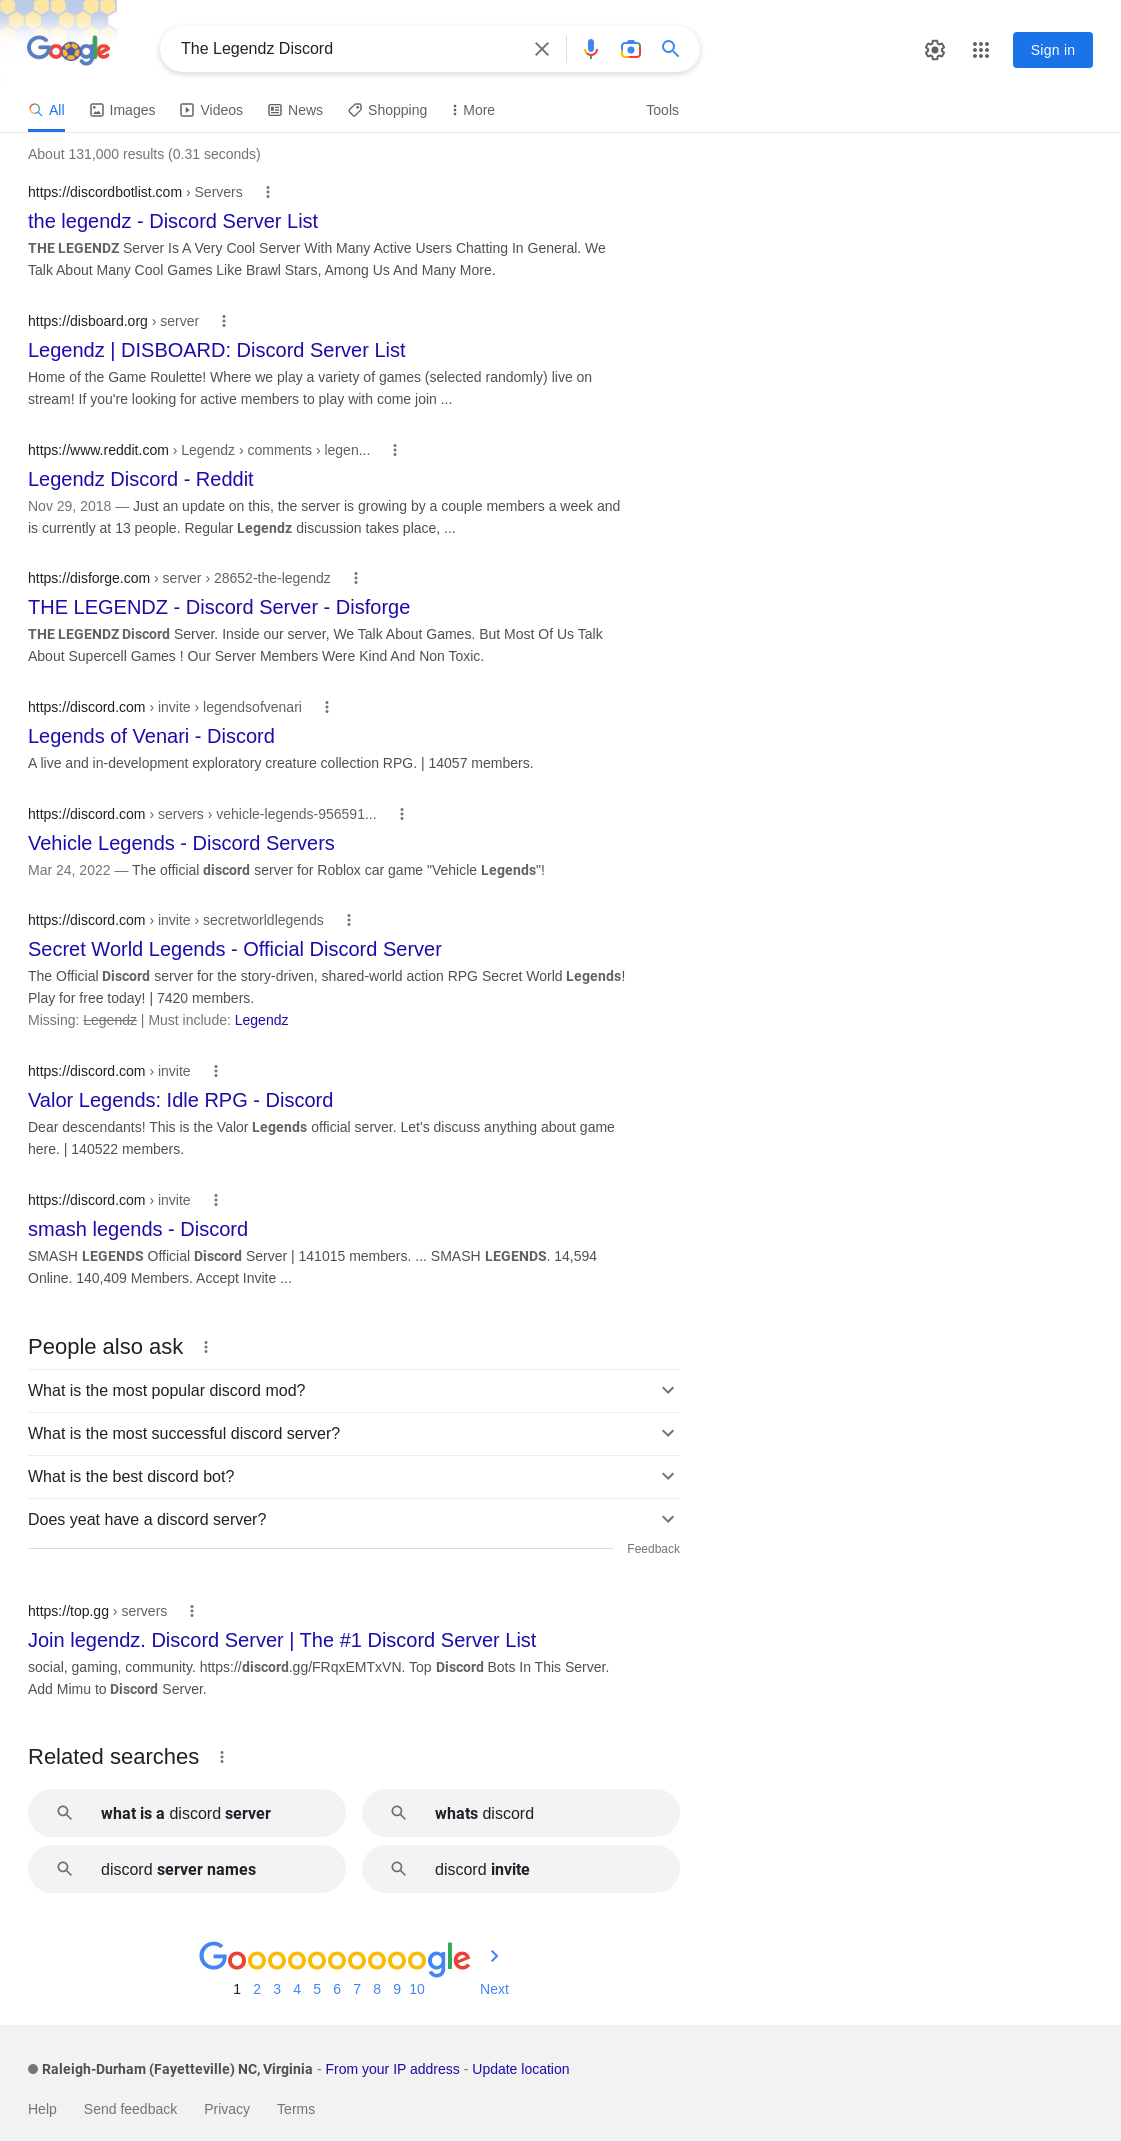 Google
The Legendz Discord
Sign in
All
Images
Videos
News
Shopping
More
Tools
About 131,000 results (0.31 seconds)
https://discordbotlist.com › Servers
the legendz - Discord Server List
THE LEGENDZ Server Is A Very Cool Server With Many Active Users Chatting In General. We
Talk About Many Cool Games Like Brawl Stars, Among Us And Many More.
https://disboard.org › server
Legendz | DISBOARD: Discord Server List
Home of the Game Roulette! Where we play a variety of games (selected randomly) live on
stream! If you're looking for active members to play with come join ...
https://www.reddit.com › Legendz › comments › legen...
Legendz Discord - Reddit
Nov 29, 2018 — Just an update on this, the server is growing by a couple members a week and
is currently at 13 people. Regular Legendz discussion takes place, ...
https://disforge.com › server › 28652-the-legendz
THE LEGENDZ - Discord Server - Disforge
THE LEGENDZ Discord Server. Inside our server, We Talk About Games. But Most Of Us Talk
About Supercell Games ! Our Server Members Were Kind And Non Toxic.
https://discord.com › invite › legendsofvenari
Legends of Venari - Discord
A live and in-development exploratory creature collection RPG. | 14057 members.
https://discord.com › servers › vehicle-legends-956591...
Vehicle Legends - Discord Servers
Mar 24, 2022 — The official discord server for Roblox car game "Vehicle Legends"!
https://discord.com › invite › secretworldlegends
Secret World Legends - Official Discord Server
The Official Discord server for the story-driven, shared-world action RPG Secret World Legends!
Play for free today! | 7420 members.
Missing: Legendz | Must include: Legendz
https://discord.com › invite
Valor Legends: Idle RPG - Discord
Dear descendants! This is the Valor Legends official server. Let's discuss anything about game
here. | 140522 members.
https://discord.com › invite
smash legends - Discord
SMASH LEGENDS Official Discord Server | 141015 members. ... SMASH LEGENDS. 14,594
Online. 140,409 Members. Accept Invite ...
People also ask
What is the most popular discord mod?
What is the most successful discord server?
What is the best discord bot?
Does yeat have a discord server?
Feedback
https://top.gg › servers
Join legendz. Discord Server | The #1 Discord Server List
social, gaming, community. https://discord.gg/FRqxEMTxVN. Top Discord Bots In This Server.
Add Mimu to Discord Server.
Related searches
what is a discord server
whats discord
discord server names
discord invite
Goooooooooogle
1 2 3 4 5 6 7 8 9 10 Next
Raleigh-Durham (Fayetteville) NC, Virginia - From your IP address - Update location
Help Send feedback Privacy Terms